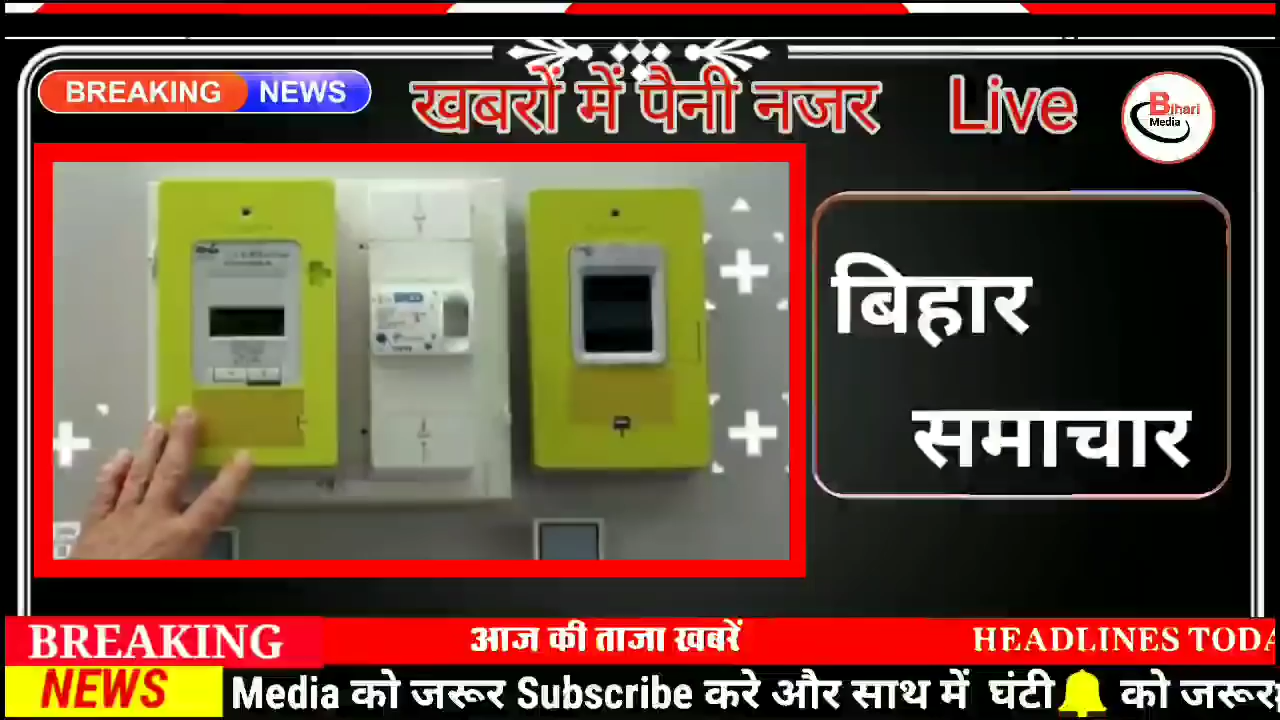 BREAKING NEWS
खबरों में पैनी नजर Live
Bihari
Media
बिहार
समाचार
BREAKING
आज की ताजा खबरें
HEADLINES TODA
NEWS
Media को जरूर Subscribe करे और साथ में घंटी🔔 को जरूर